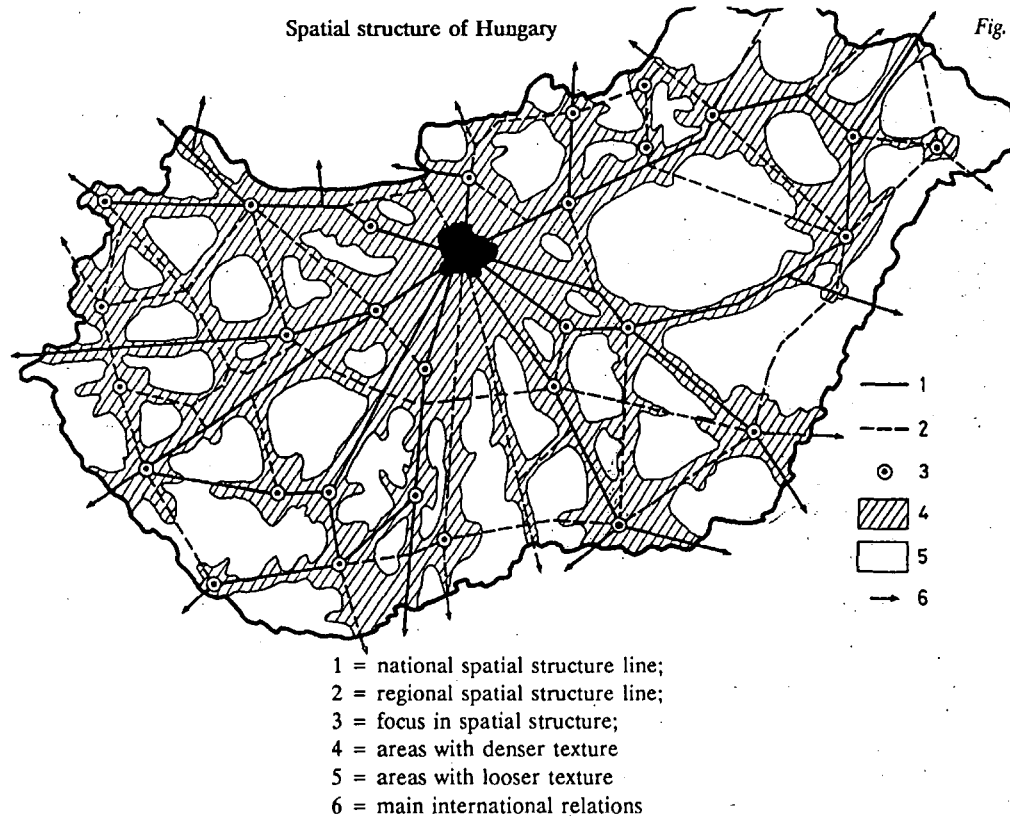 Spatial structure of Hungary
Fig.
1
2
3
4
5
6
1 = national spatial structure line;
2 = regional spatial structure line;
3 = focus in spatial structure;
4 = areas with denser texture
5 = areas with looser texture
6 = main international relations